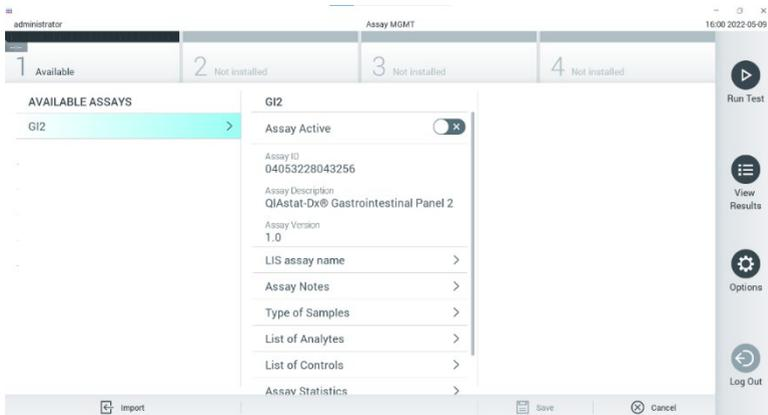 administrator
Assay MGMT
16:00 2022-05-09
1 Available
2 Not installed
3 Not installed
4 Not installed
Run Test
View
Results
Options
Log Out
AVAILABLE ASSAYS
GI2
GI2
Assay Active
Assay ID
04053228043256
Assay Description
QIAstat-Dx® Gastrointestinal Panel 2
Assay Version
1.0
LIS assay name
Assay Notes
Type of Samples
List of Analytes
List of Controls
Assay Statistics
Import
Save
Cancel